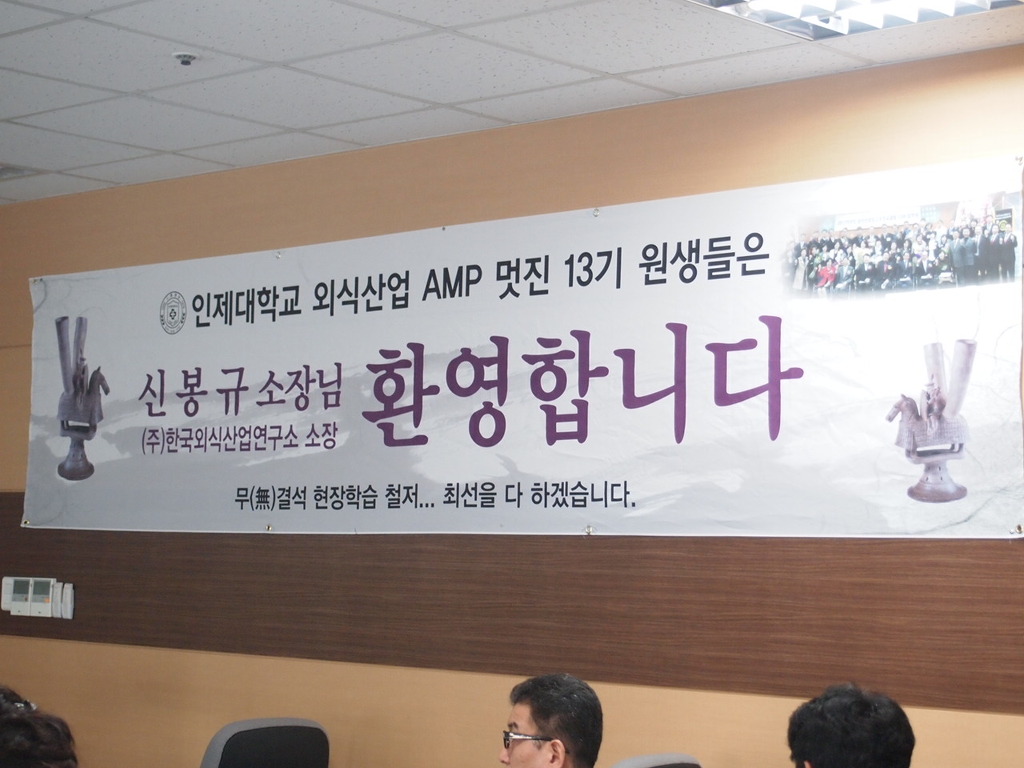 인제대학교 외식산업 AMP 멋진 13기 원생들은
신봉규 소장님 환영합니다
(주)한국외식산업연구소 소장
무(無)결석 현장학습 철저... 최선을 다 하겠습니다.